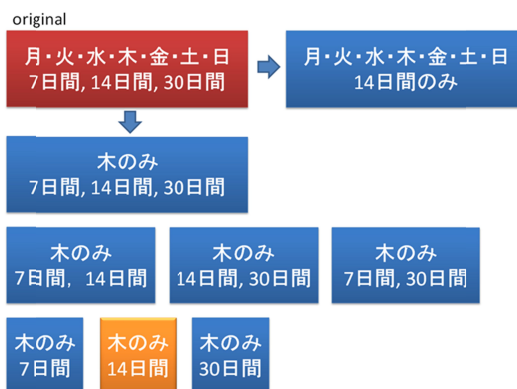 original
月・火・水・木・金・土・日
7日間, 14日間, 30日間
月・火・水・木・金・土・日
14日間のみ
木のみ
7日間, 14日間, 30日間
木のみ
7日間, 14日間
木のみ
14日間, 30日間
木のみ
7日間, 30日間
木のみ
7日間
木のみ
14日間
木のみ
30日間